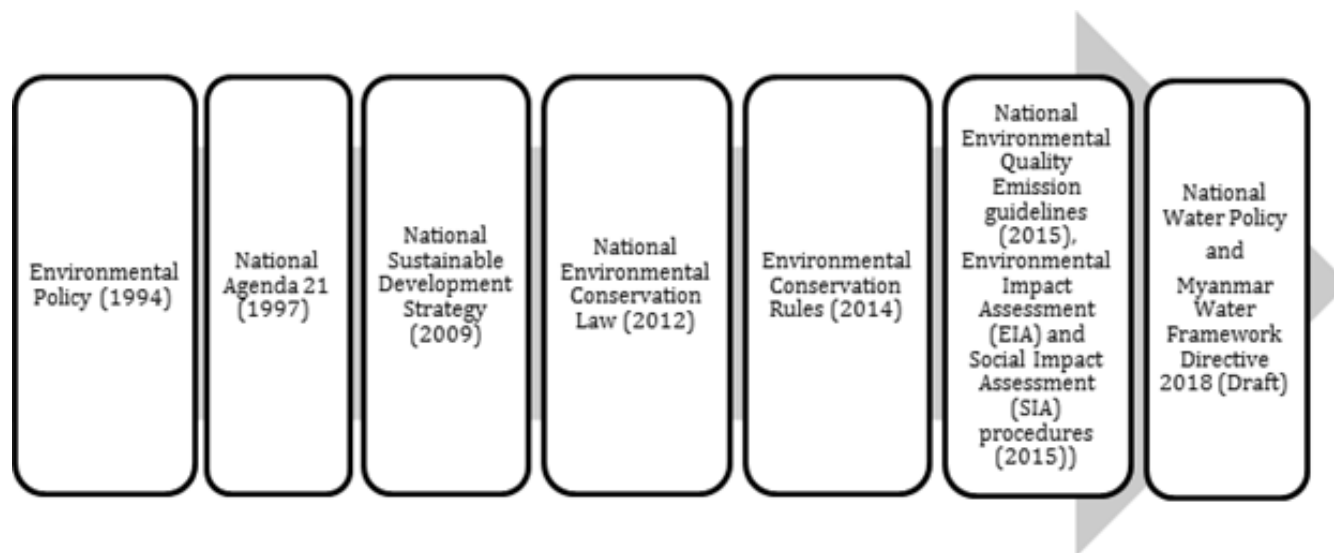 Environmental
Policy (1994)
National
Agenda 21
(1997)
National
Sustainable
Development
Strategy
(2009)
National
Environmental
Conservation
Law (2012)
Environmental
Conservation
Rules (2014)
National
Environmental
Quality
Emission
guidelines
(2015),
Environmental
Impact
Assessment
(EIA) and
Social Impact
Assessment
(SIA)
procedures
(2015))
National
Water Policy
and
Myanmar
Water
Framework
Directive
2018 (Draft)